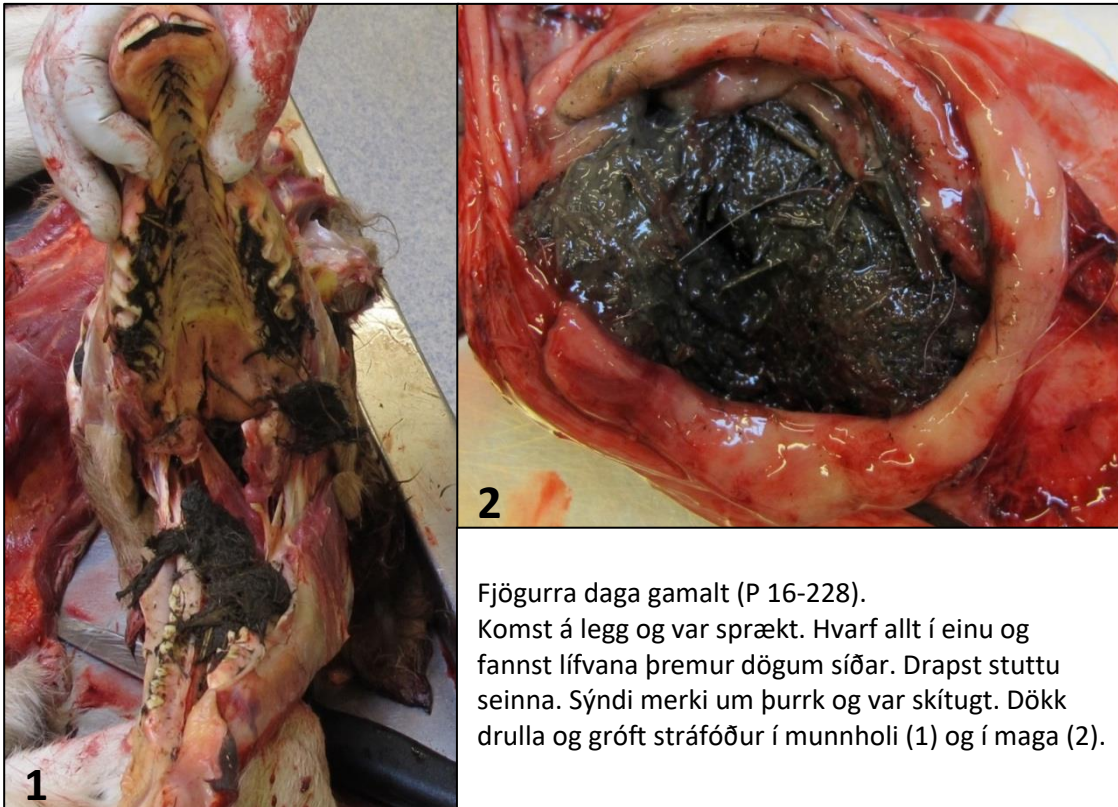 1
2
Fjögurra daga gamalt (P 16-228).
Komst á legg og var sprækt. Hvarf allt í einu og
fannst lífvana þremur dögum síðar. Drapst stuttu
seinna. Sýndi merki um þurrk og var skítugt. Dökk
drulla og gróft stráfóður í munnholi (1) og í maga (2).